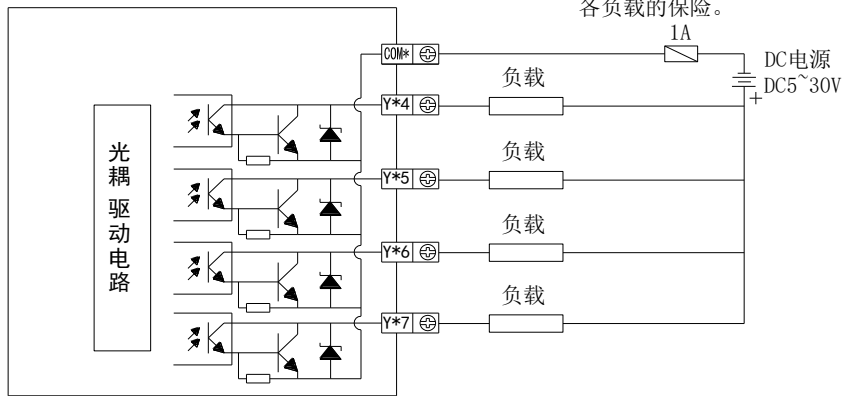 各负载的保险。
1A
COM*
DC电源
DC5~30V
+
负载
Y*4
负载
Y*5
负载
Y*6
负载
Y*7
光耦驱动电路